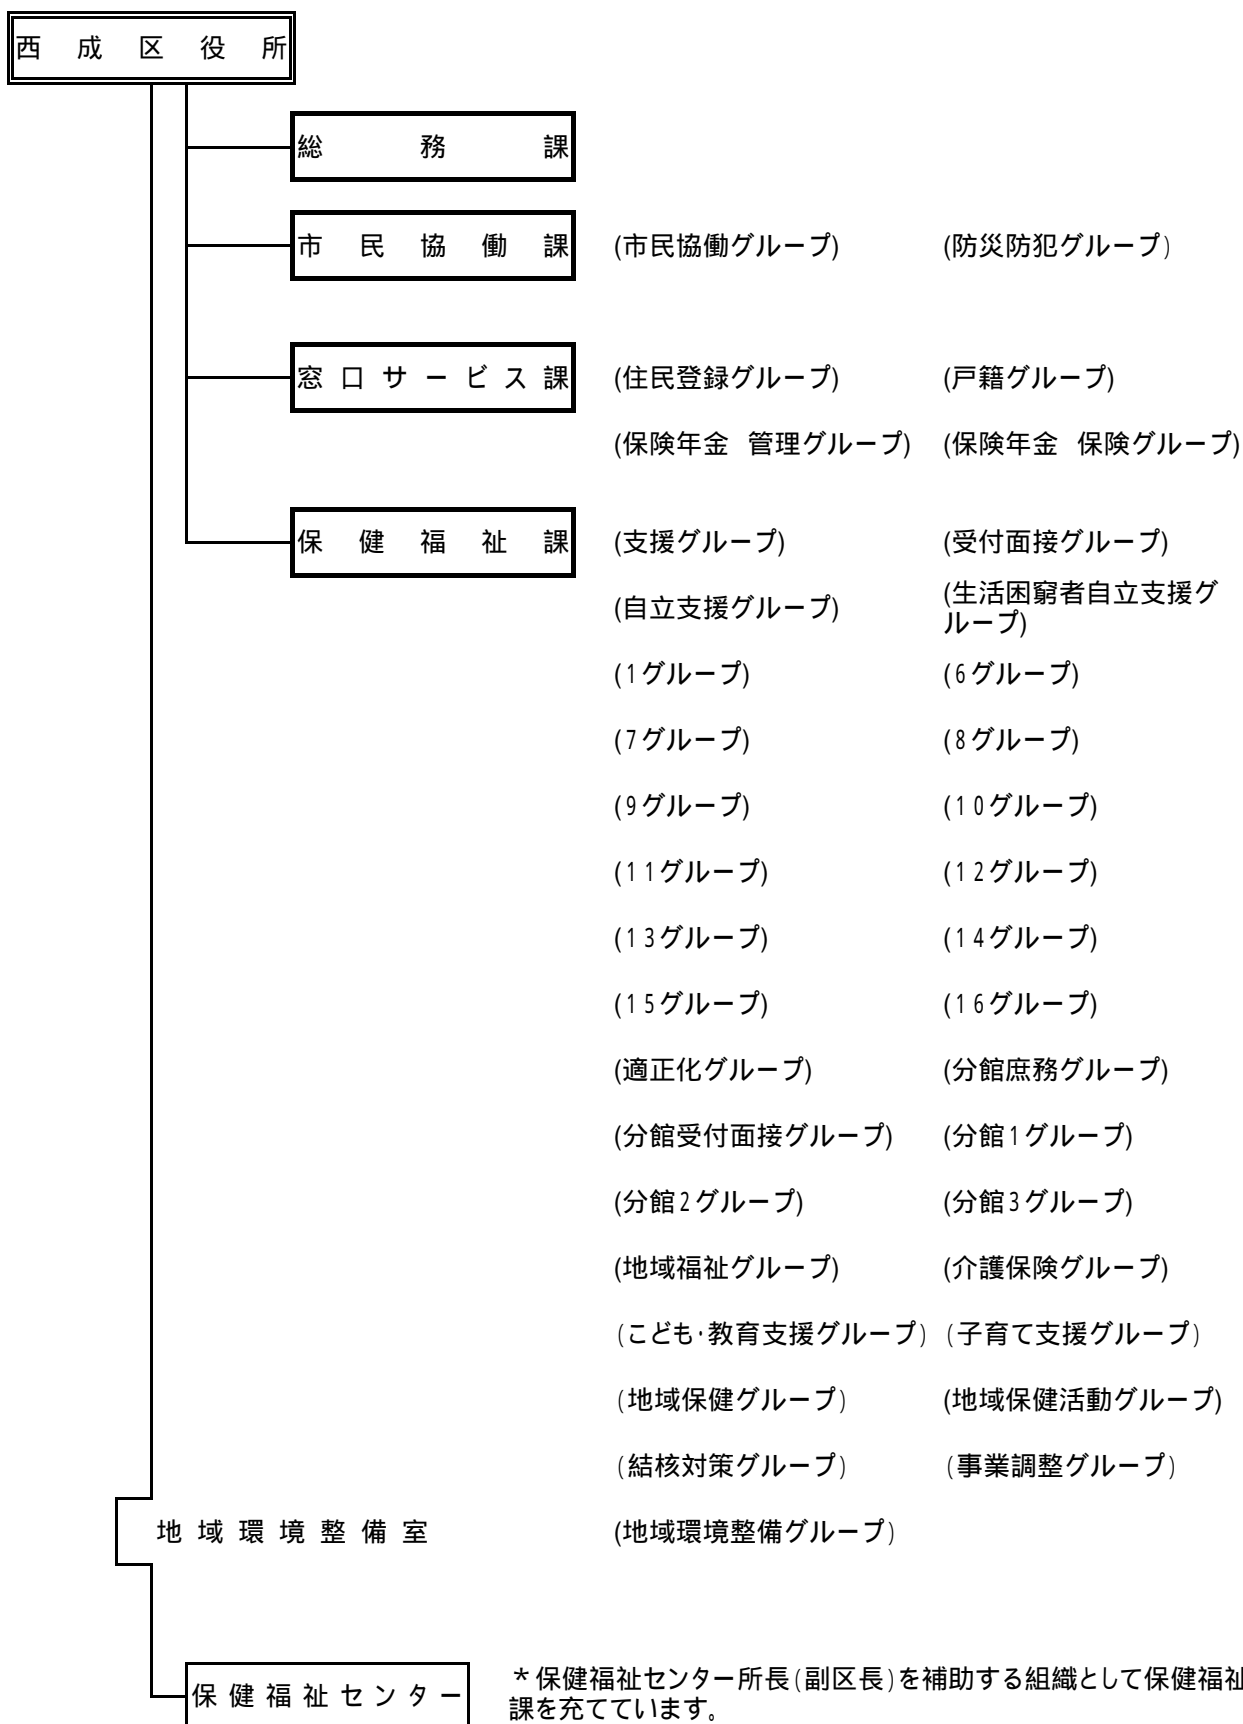 西成区役所
総務課
市民協働課 (市民協働グループ) (防災防犯グループ)
窓口サービス課 (住民登録グループ) (戸籍グループ)
(保険年金 管理グループ) (保険年金 保険グループ)
保健福祉課 (支援グループ) (受付面接グループ)
(自立支援グループ) (生活困窮者自立支援グ
ループ)
(1グループ) (6グループ)
(7グループ) (8グループ)
(9グループ) (10グループ)
(11グループ) (12グループ)
(13グループ) (14グループ)
(15グループ) (16グループ)
(適正化グループ) (分館庶務グループ)
(分館受付面接グループ) (分館1グループ)
(分館2グループ) (分館3グループ)
(地域福祉グループ) (介護保険グループ)
(こども・教育支援グループ) (子育て支援グループ)
(地域保健グループ) (地域保健活動グループ)
(結核対策グループ) (事業調整グループ)
地域環境整備室 (地域環境整備グループ)
保健福祉センター
＊保健福祉センター所長(副区長)を補助する組織として保健福祉
課を充てています。